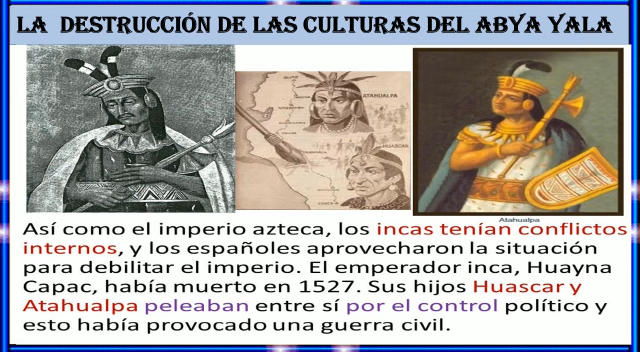 LA DESTRUCCIÓN DE LAS CULTURAS DEL ABYA YALA
ATAHUALPA
HUASCAR
Atahualpa
Así como el imperio azteca, los incas tenían conflictos
internos, y los españoles aprovecharon la situación
para debilitar el imperio. El emperador inca, Huayna
Capac, había muerto en 1527. Sus hijos Huascar y
Atahualpa peleaban entre sí por el control político y
esto había provocado una guerra civil.